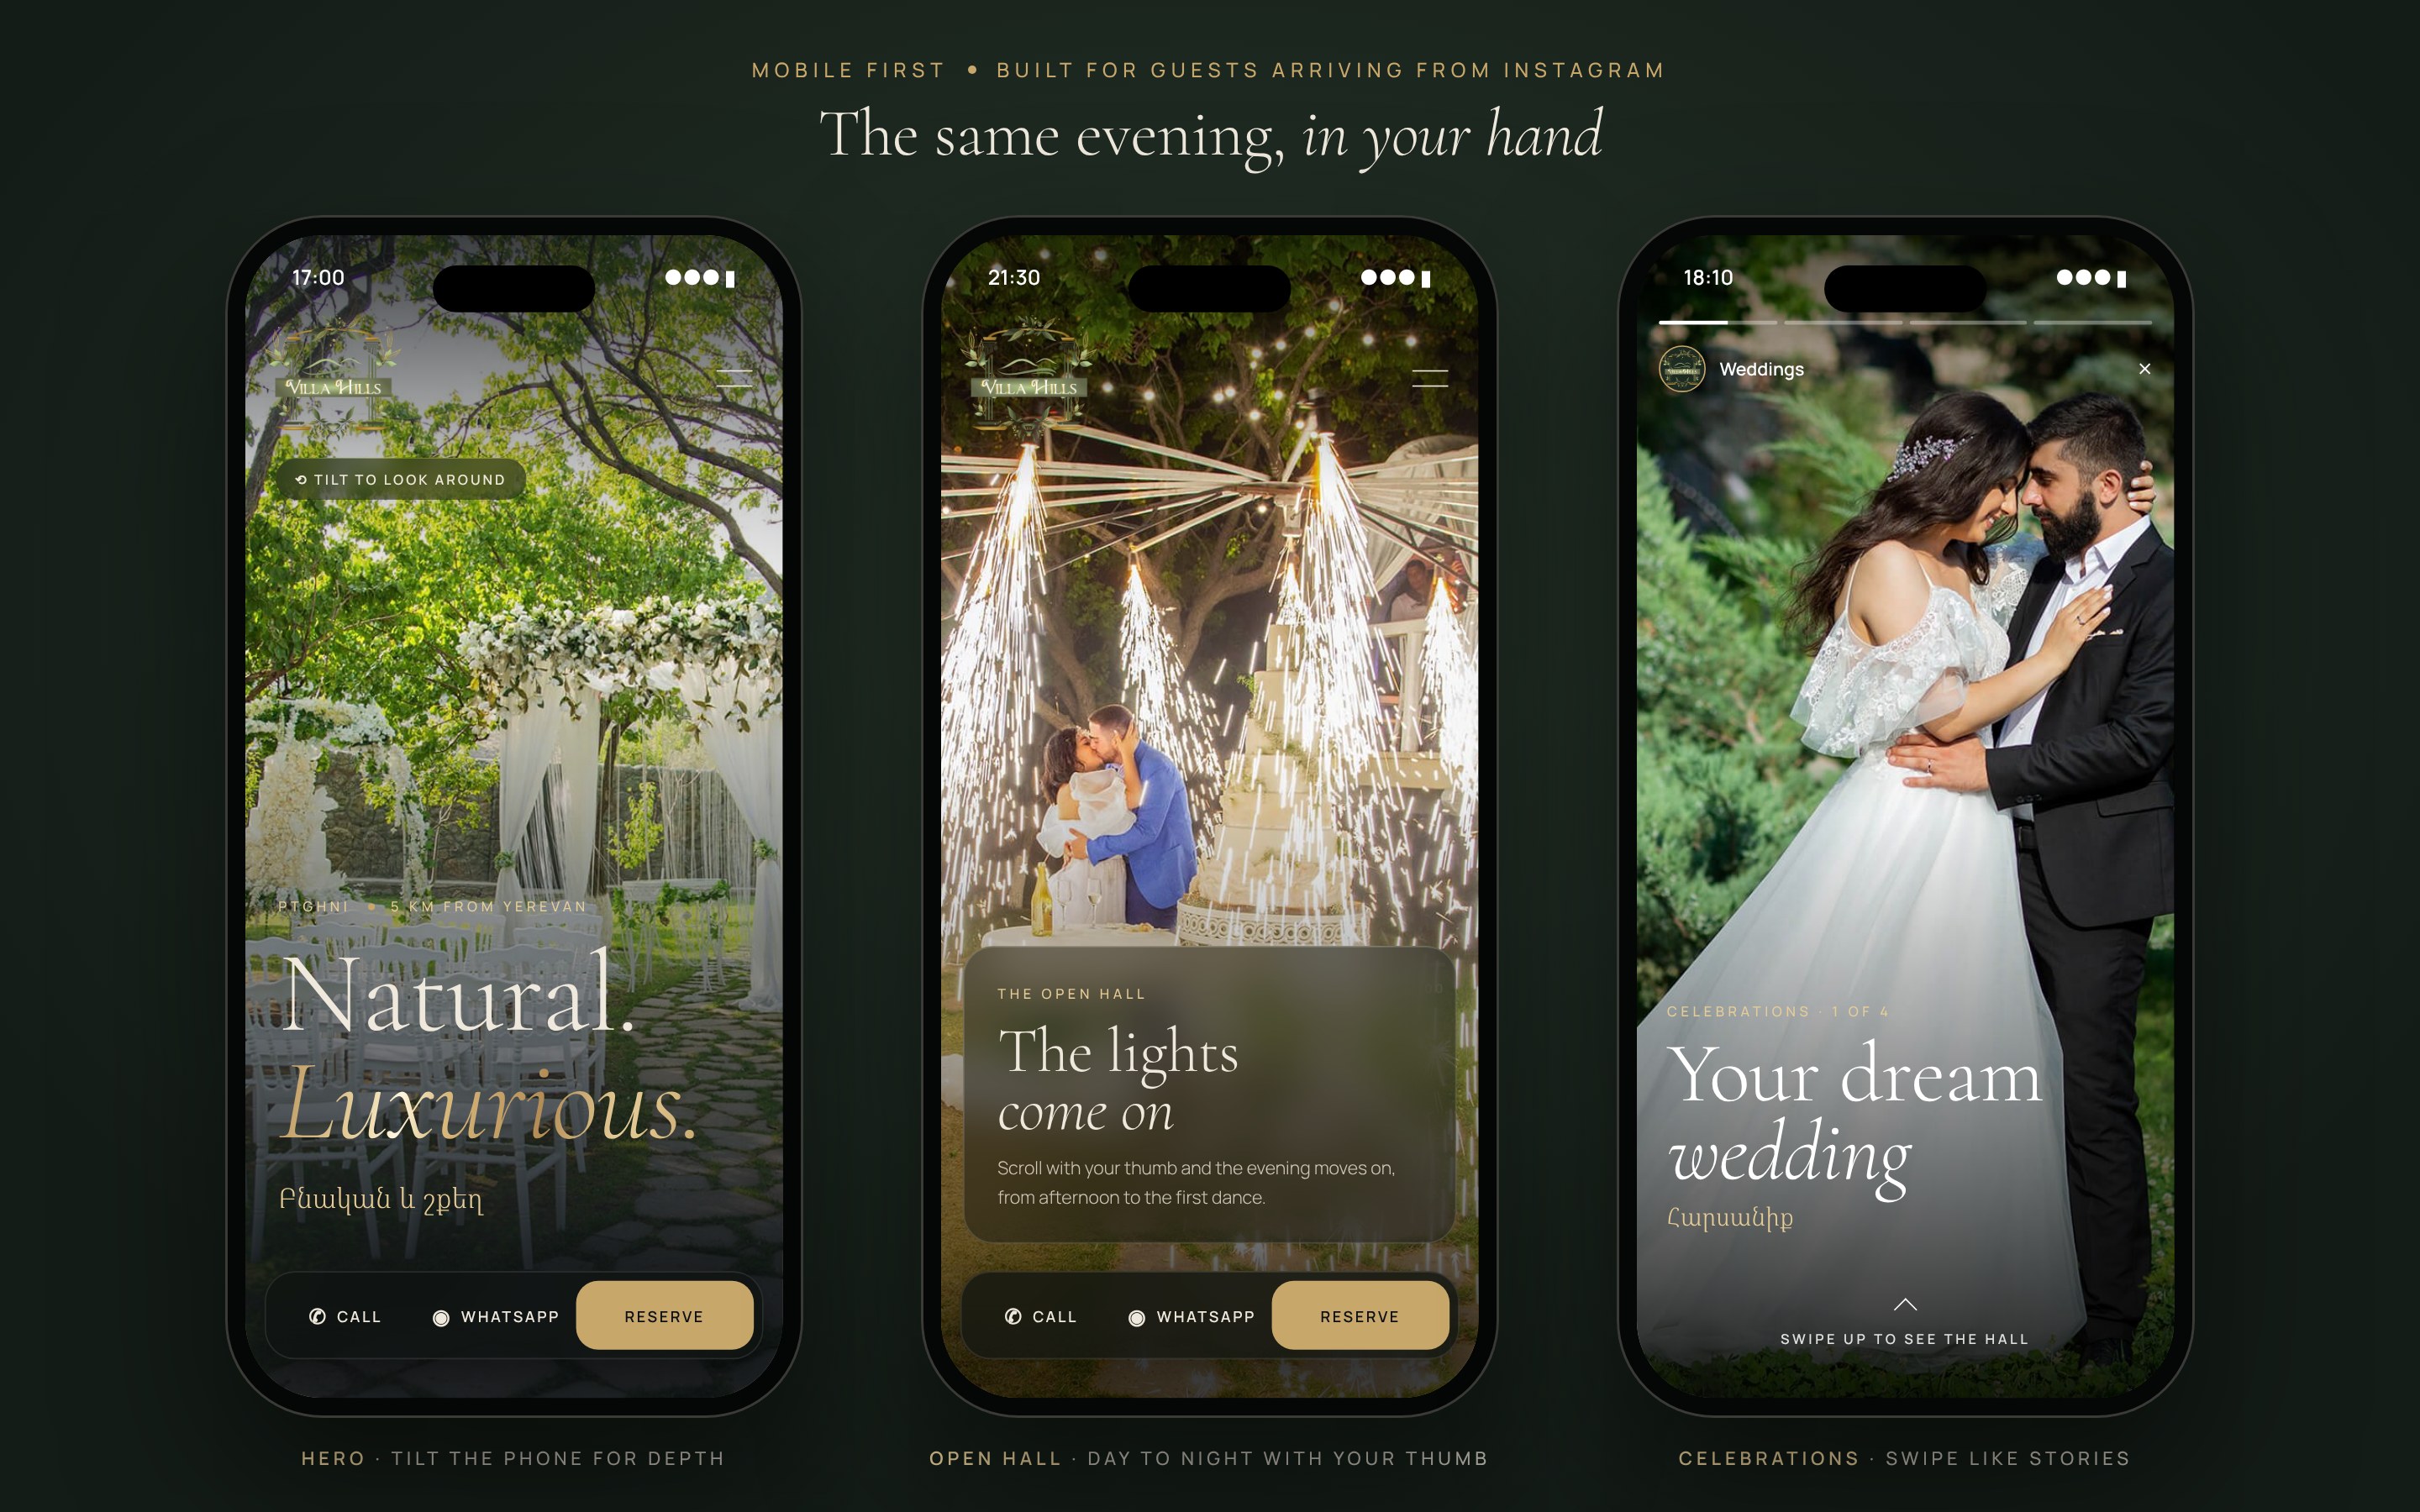 MOBILE FIRST • BUILT FOR GUESTS ARRIVING FROM INSTAGRAM
The same evening, in your hand
17:00
VILLA HILLS
TILT TO LOOK AROUND
PTGHNI • 5 KM FROM YEREVAN
Natural.
Luxurious.
Բնական և շքեղ
CALL
WHATSAPP
RESERVE
HERO · TILT THE PHONE FOR DEPTH
21:30
VILLA HILLS
THE OPEN HALL
The lights
come on
Scroll with your thumb and the evening moves on,
from afternoon to the first dance.
CALL
WHATSAPP
RESERVE
OPEN HALL · DAY TO NIGHT WITH YOUR THUMB
18:10
VILLA HILLS
Weddings
×
CELEBRATIONS · 1 OF 4
Your dream
wedding
Հարսանիք
SWIPE UP TO SEE THE HALL
CELEBRATIONS · SWIPE LIKE STORIES